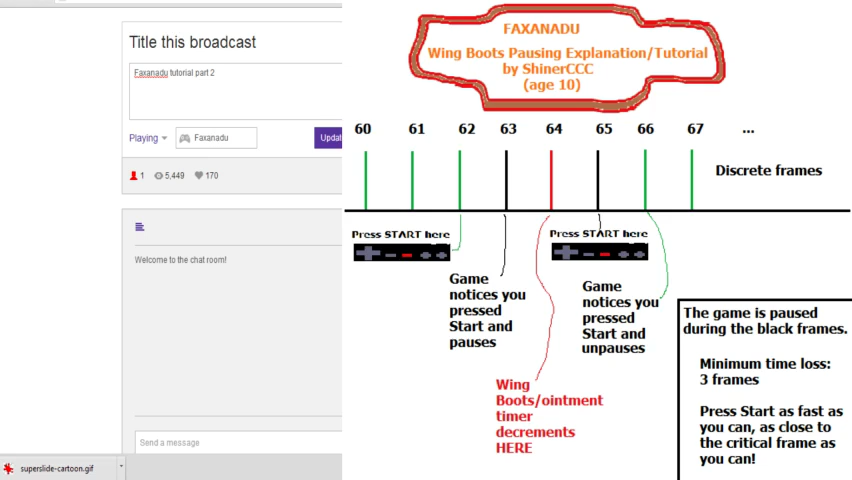 Title this broadcast
Faxanadu tutorial part 2
Playing
Faxanadu
1
5,449
170
Welcome to the chat room!
Send a message
superslide-cartoon.gif
FAXANADU
Wing Boots Pausing Explanation/Tutorial
by ShinerCCC
(age 10)
60 61 62 63 64 65 66 67 ...
Discrete frames
Press START here
Press START here
Game
notices you
pressed
Start and
pauses
Game
notices you
pressed
Start and
unpauses
Wing
Boots/ointment
timer
decrements
HERE
The game is paused
during the black frames.
Minimum time loss:
3 frames
Press Start as fast as
you can, as close to
the critical frame as
you can!